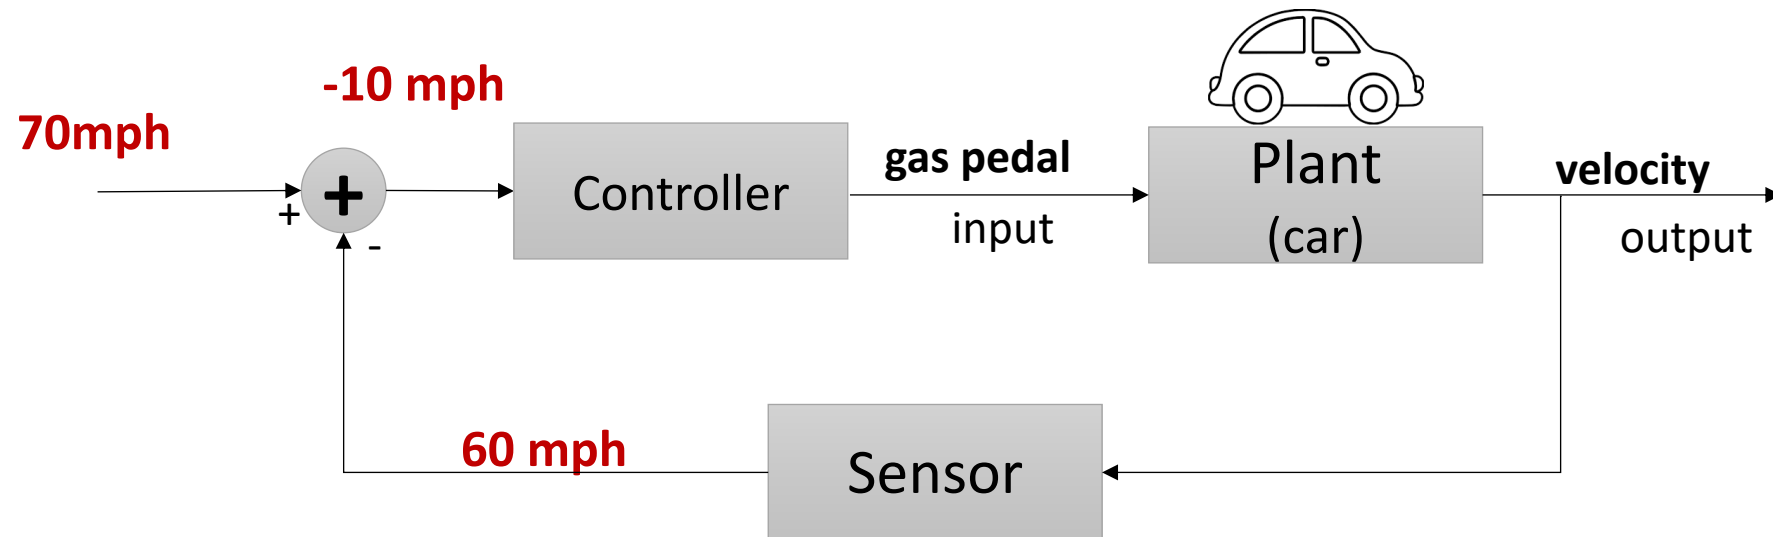 -10 mph
70mph
+
+
-
Controller
gas pedal
input
Plant
(car)
velocity
output
60 mph
Sensor